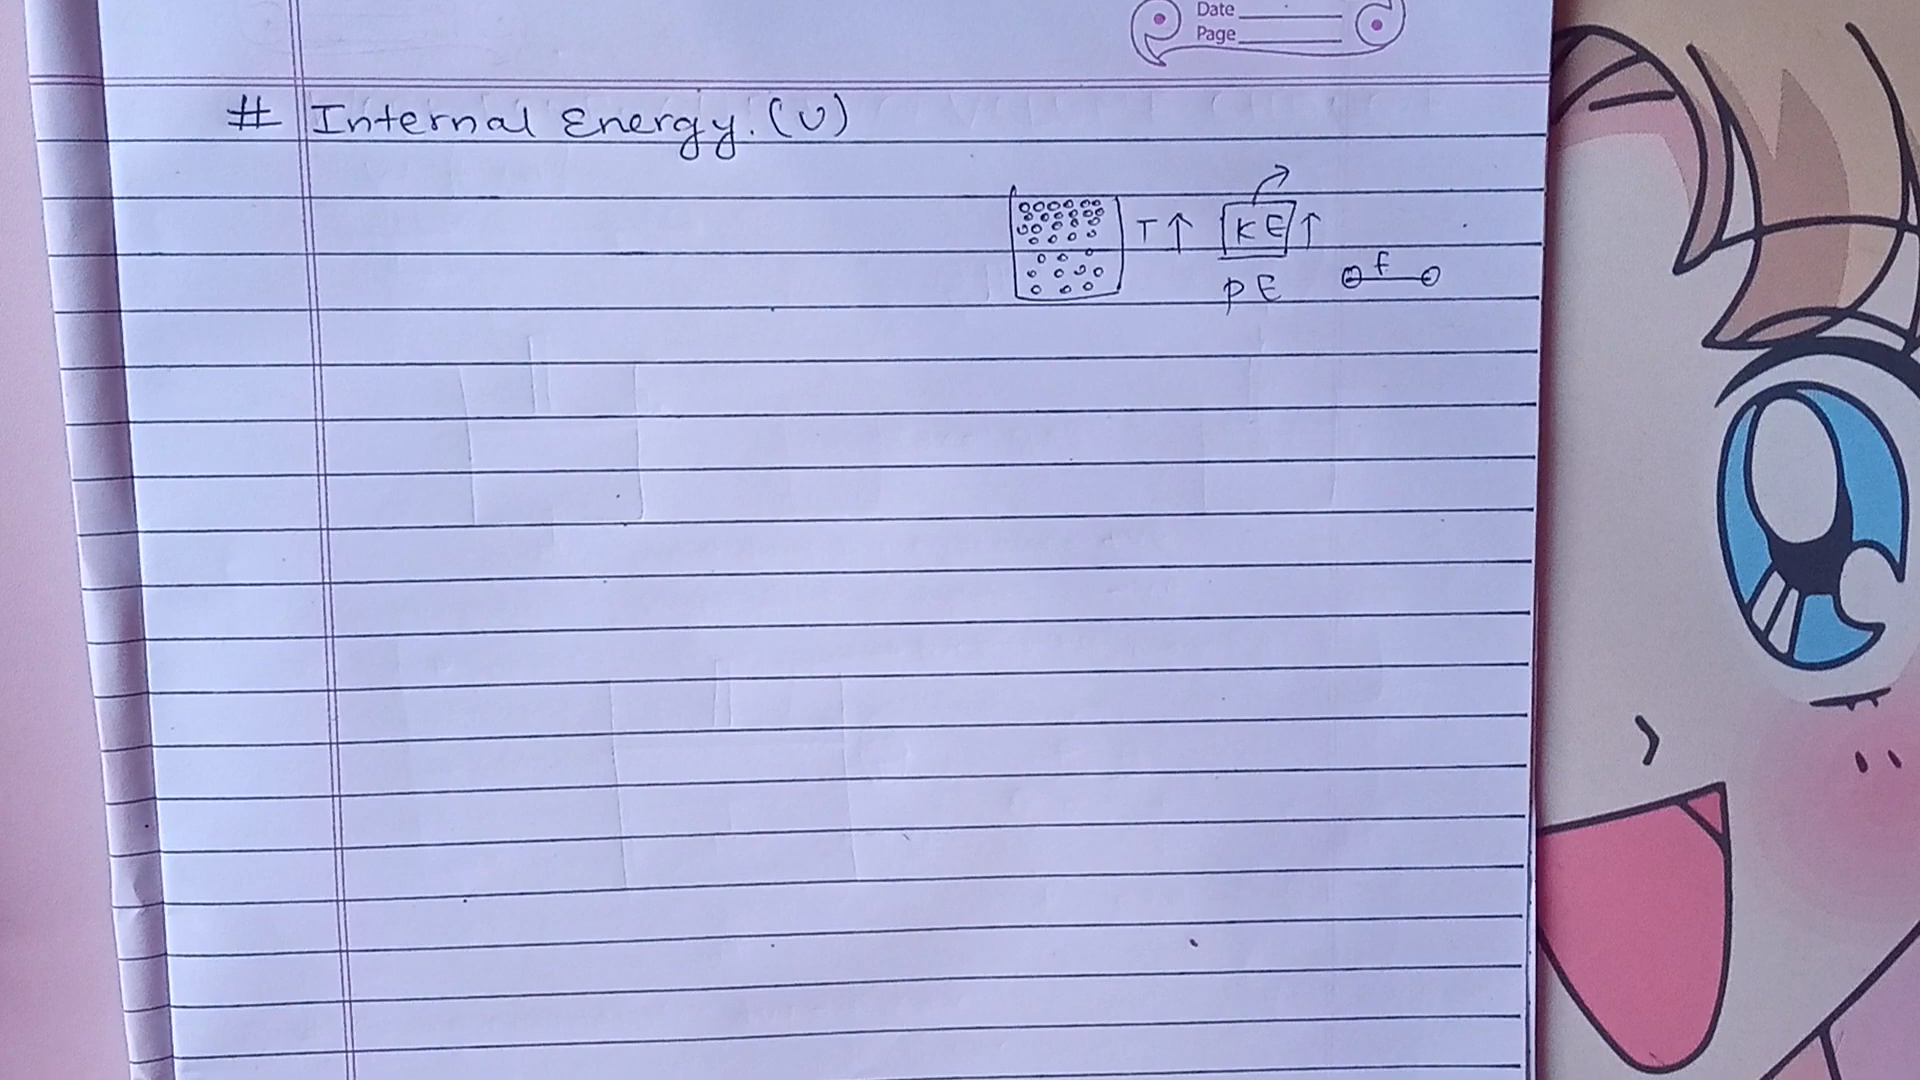 Date
Page
# Internal Energy. (U)
T↑ KE↑
PE f